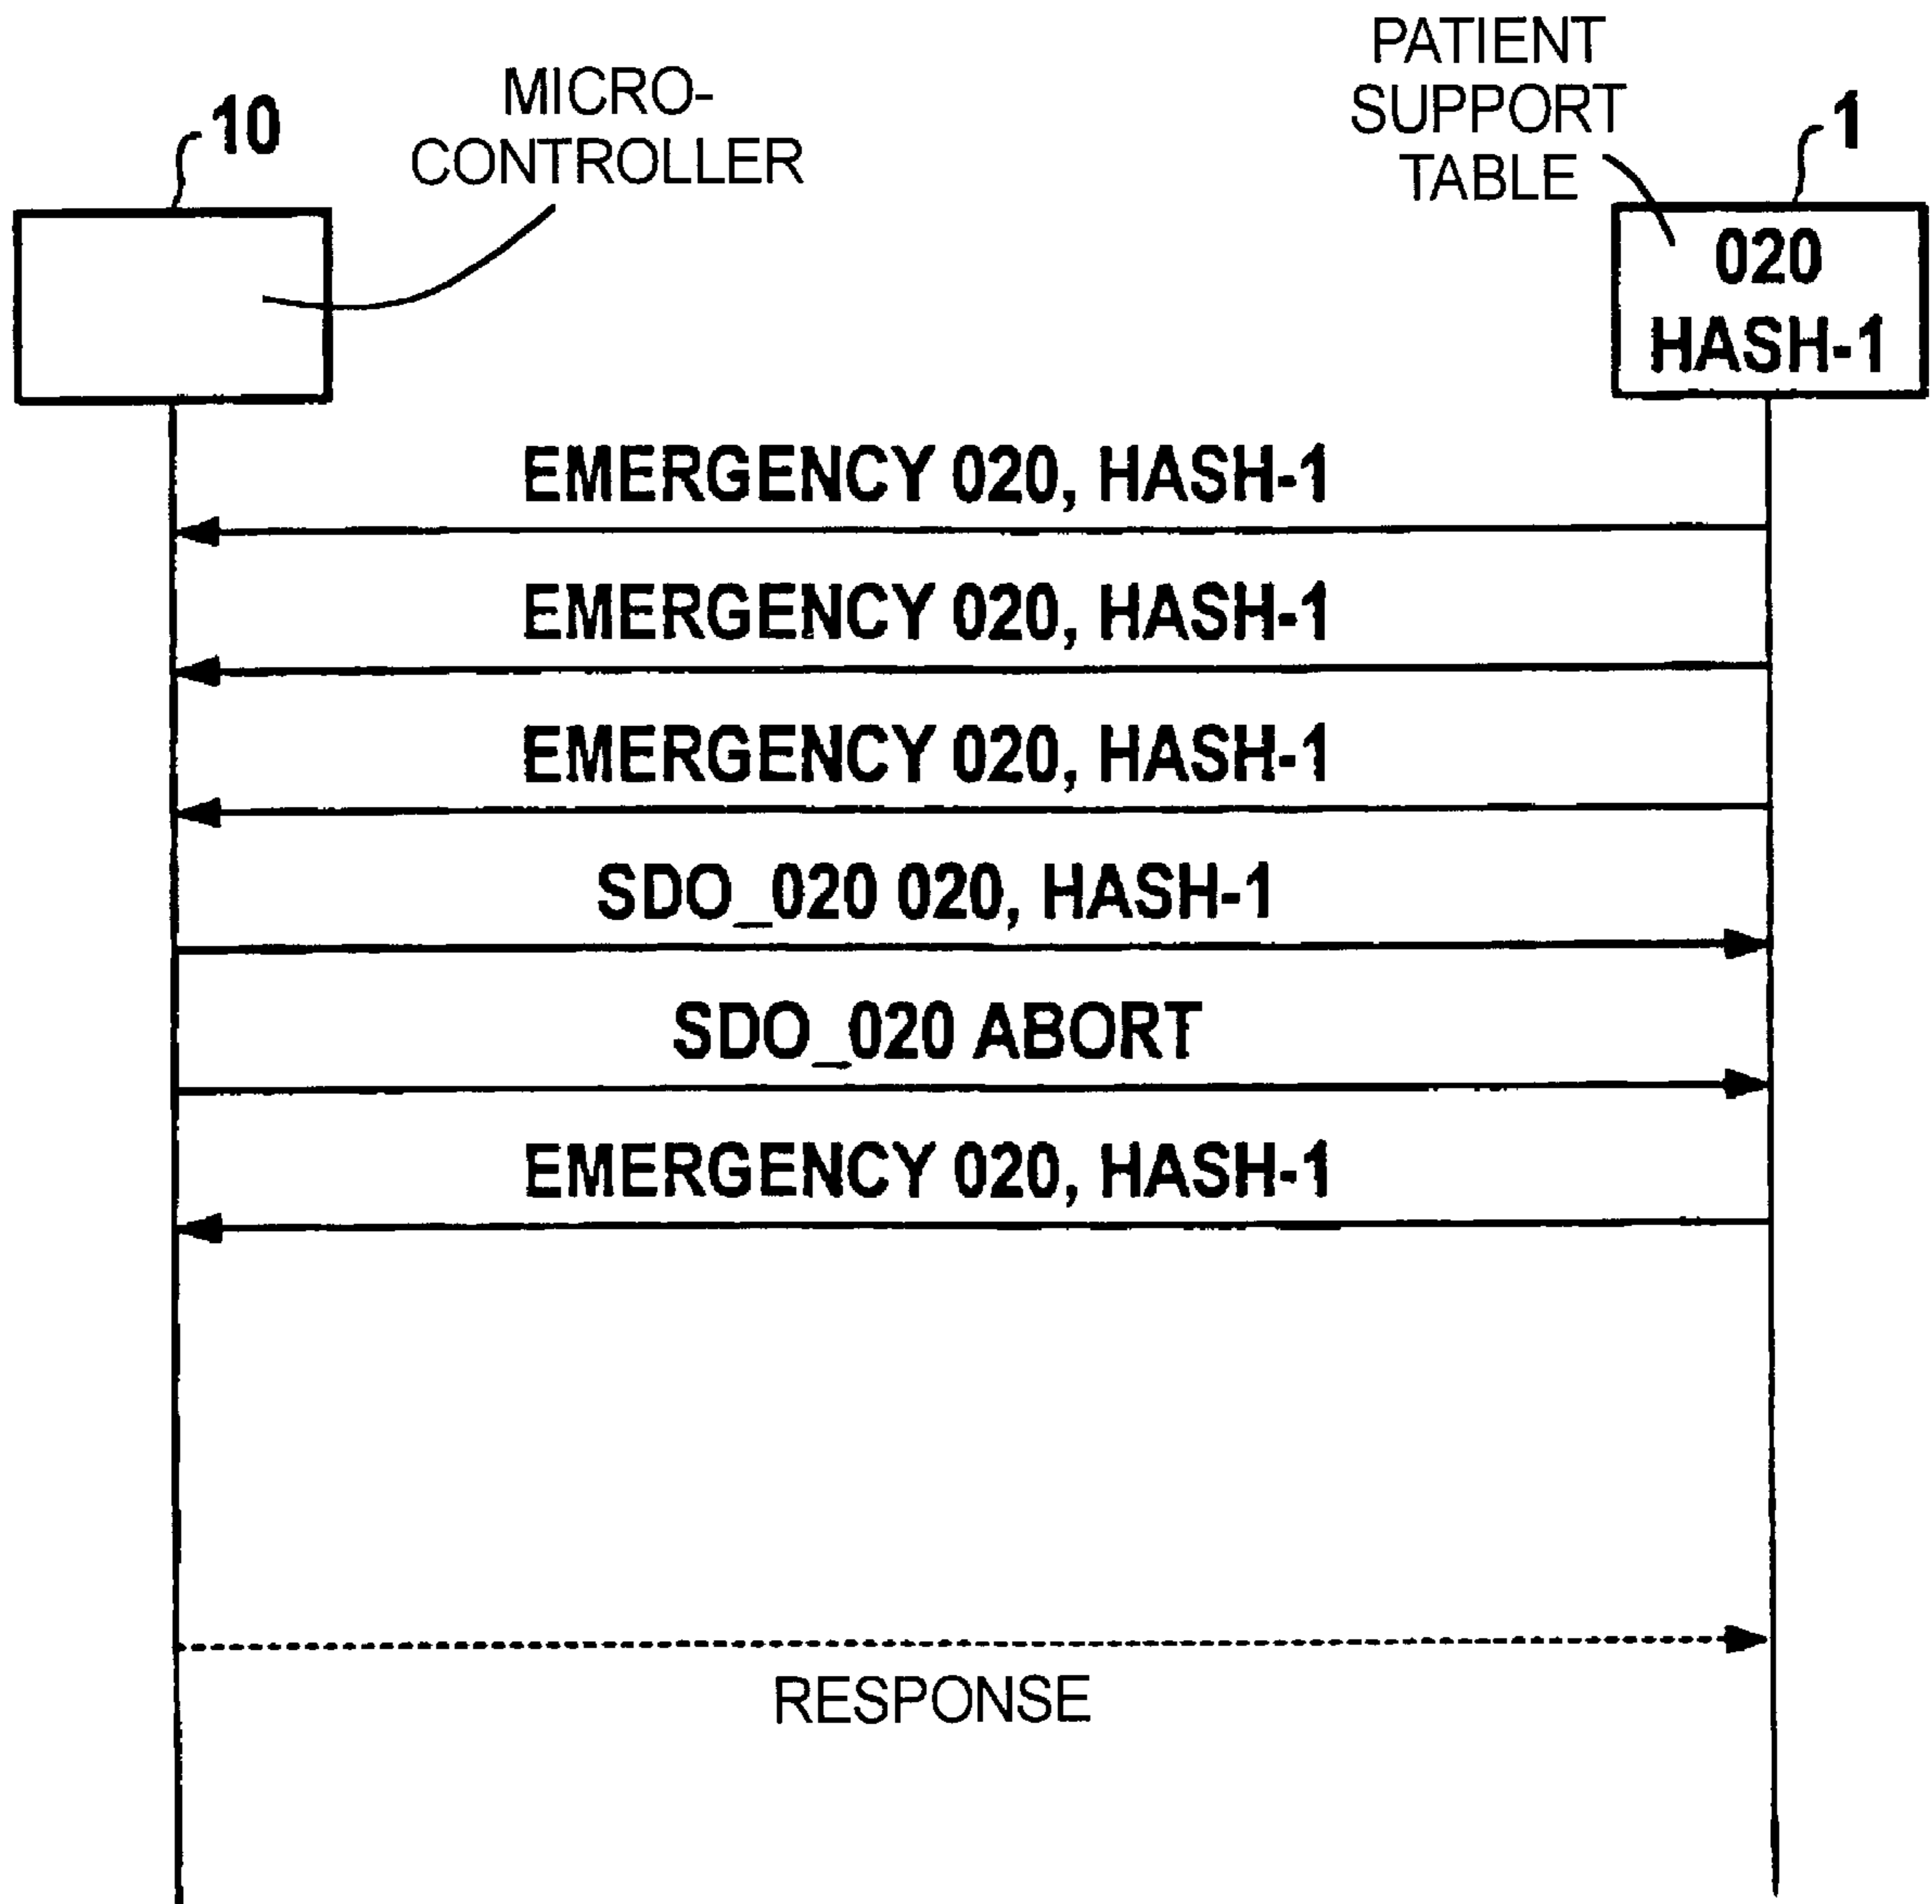 10
MICRO-
CONTROLLER
PATIENT
SUPPORT
TABLE
1
020
HASH-1
EMERGENCY 020, HASH-1
EMERGENCY 020, HASH-1
EMERGENCY 020, HASH-1
SDO_020 020, HASH-1
SDO_020 ABORT
EMERGENCY 020, HASH-1
RESPONSE